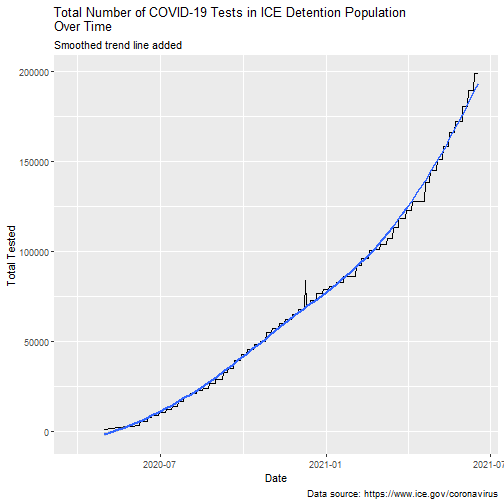 Total Number of COVID-19 Tests in ICE Detention Population
Over Time
Smoothed trend line added
200000
150000
100000
50000
0
Total Tested
2020-07
2021-01
2021-07
Date
Data source: https://www.ice.gov/coronavirus